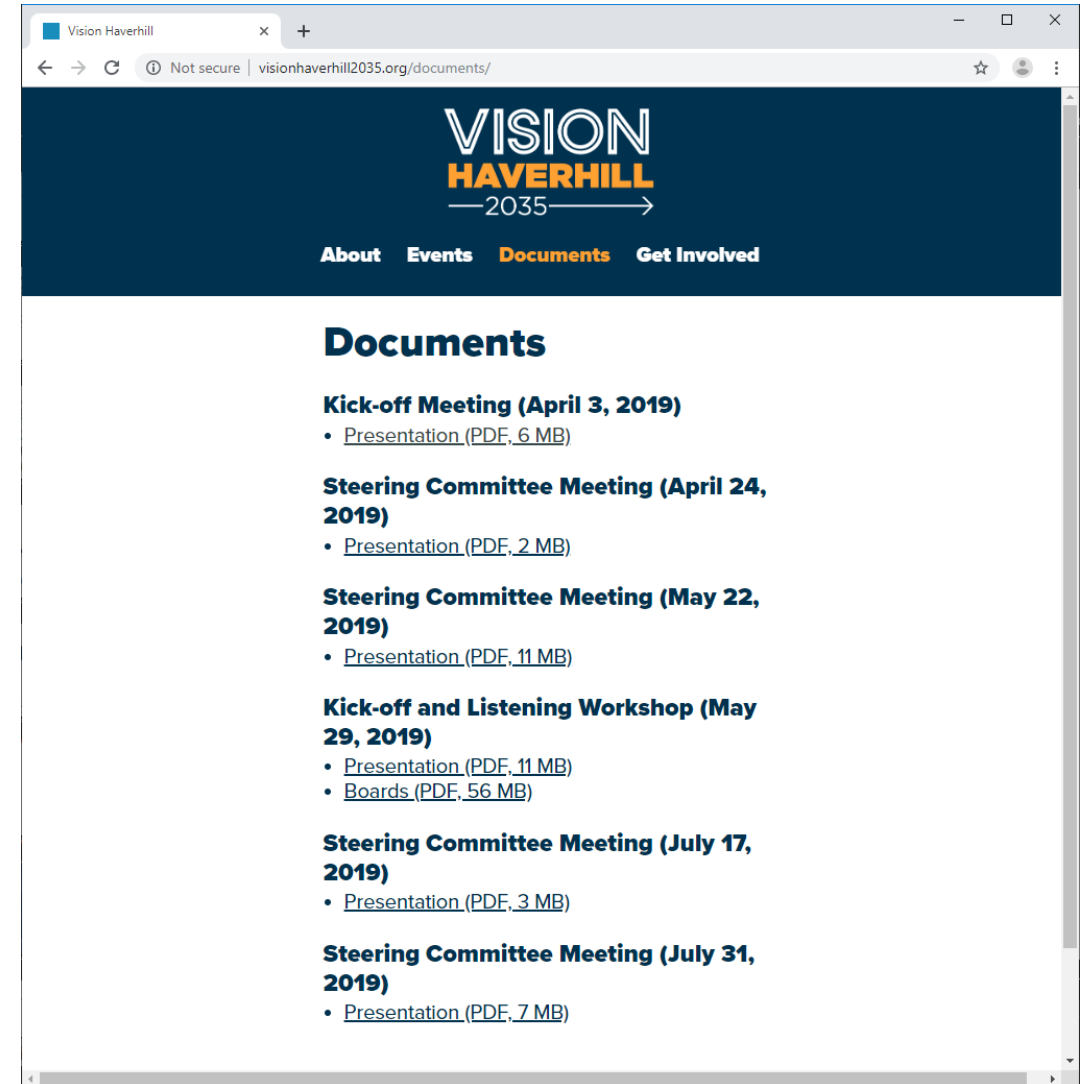 Vision Haverhill
Not secure | visionhaverhill2035.org/documents/
VISION
HAVERHILL
2035
About Events Documents Get Involved
Documents
Kick-off Meeting (April 3, 2019)
• Presentation (PDF, 6 MB)
Steering Committee Meeting (April 24,
2019)
• Presentation (PDF, 2 MB)
Steering Committee Meeting (May 22,
2019)
• Presentation (PDF, 11 MB)
Kick-off and Listening Workshop (May
29, 2019)
• Presentation (PDF, 11 MB)
• Boards (PDF, 56 MB)
Steering Committee Meeting (July 17,
2019)
• Presentation (PDF, 3 MB)
Steering Committee Meeting (July 31,
2019)
• Presentation (PDF, 7 MB)